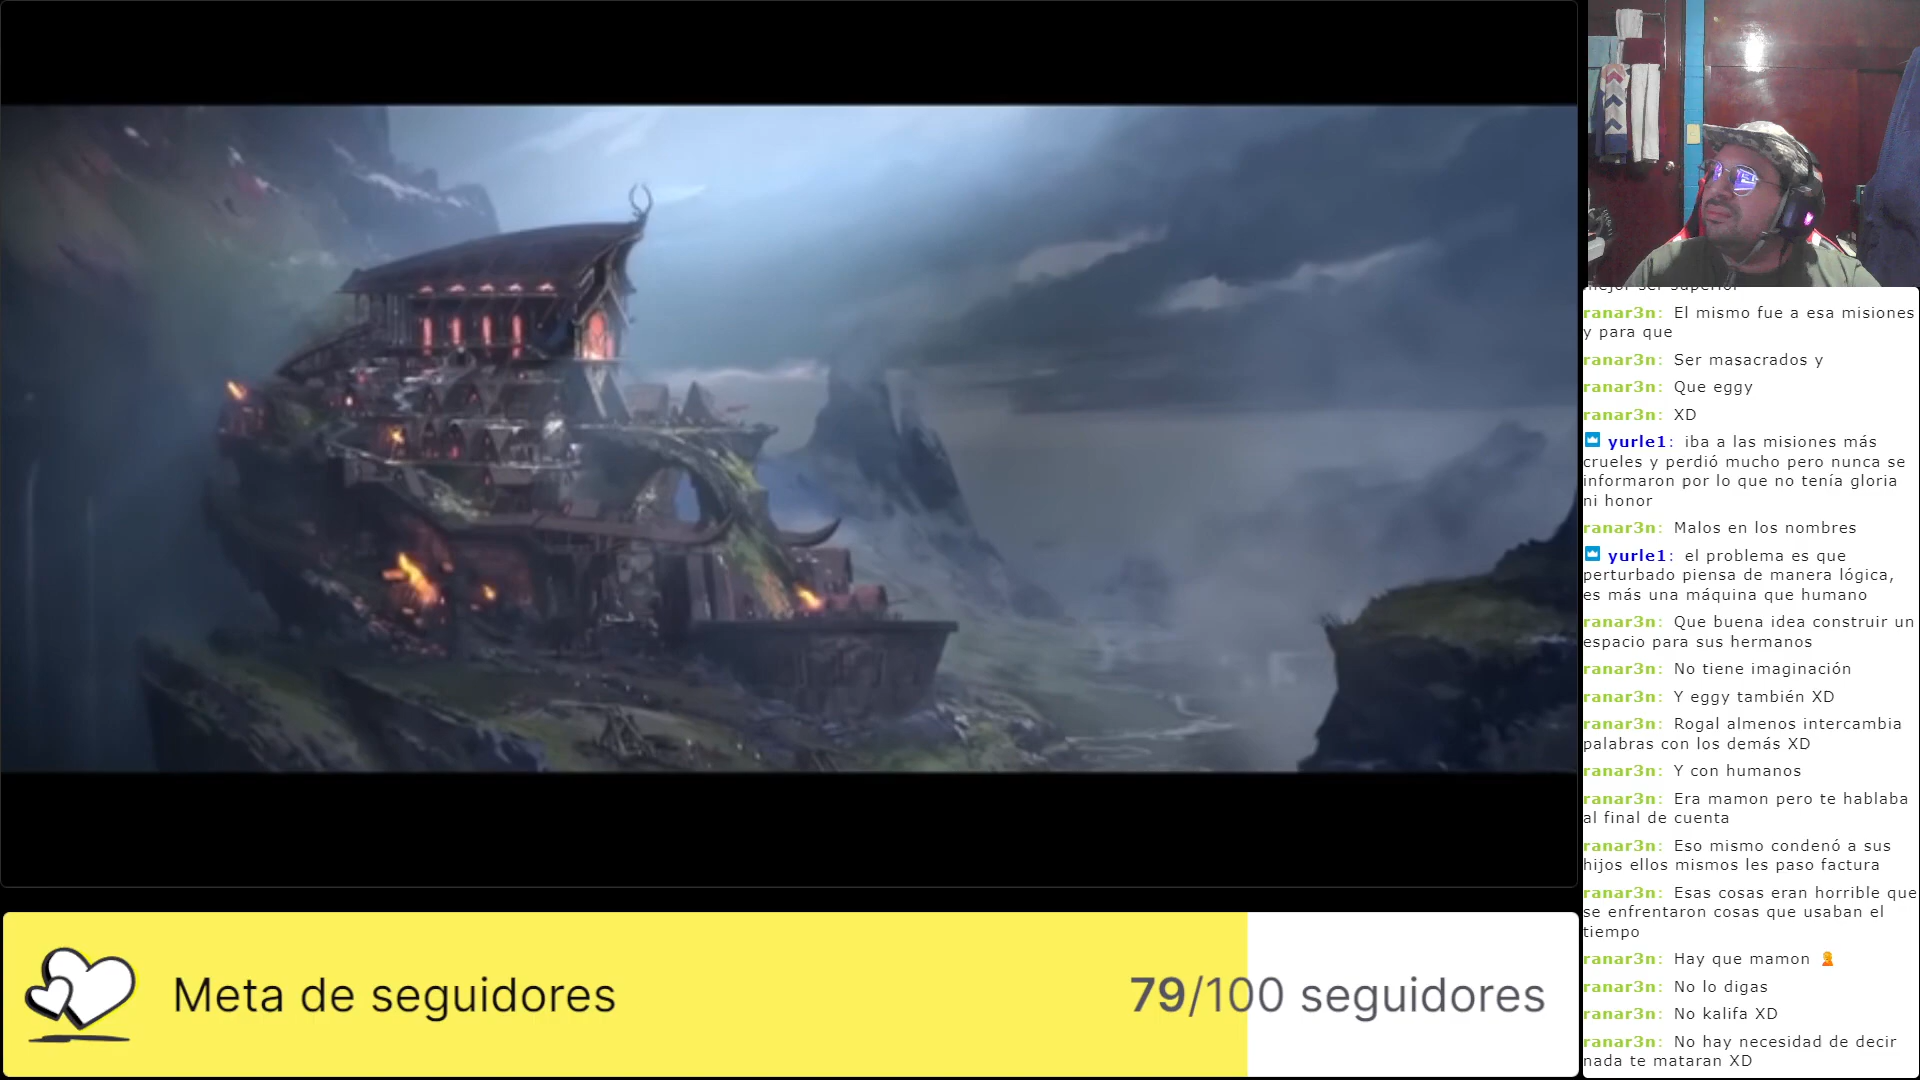 mejor ser superior
ranar3n: El mismo fue a esa misiones
y para que
ranar3n: Ser masacrados y
ranar3n: Que eggy
ranar3n: XD
yurle1: iba a las misiones más
crueles y perdió mucho pero nunca se
informaron por lo que no tenía gloria
ni honor
ranar3n: Malos en los nombres
yurle1: el problema es que
perturbado piensa de manera lógica,
es más una máquina que humano
ranar3n: Que buena idea construir un
espacio para sus hermanos
ranar3n: No tiene imaginación
ranar3n: Y eggy también XD
ranar3n: Rogal almenos intercambia
palabras con los demás XD
ranar3n: Y con humanos
ranar3n: Era mamon pero te hablaba
al final de cuenta
ranar3n: Eso mismo condenó a sus
hijos ellos mismos les paso factura
ranar3n: Esas cosas eran horrible que
se enfrentaron cosas que usaban el
tiempo
ranar3n: Hay que mamon 🧏
ranar3n: No lo digas
ranar3n: No kalifa XD
ranar3n: No hay necesidad de decir
nada te mataran XD
Meta de seguidores
79/100 seguidores